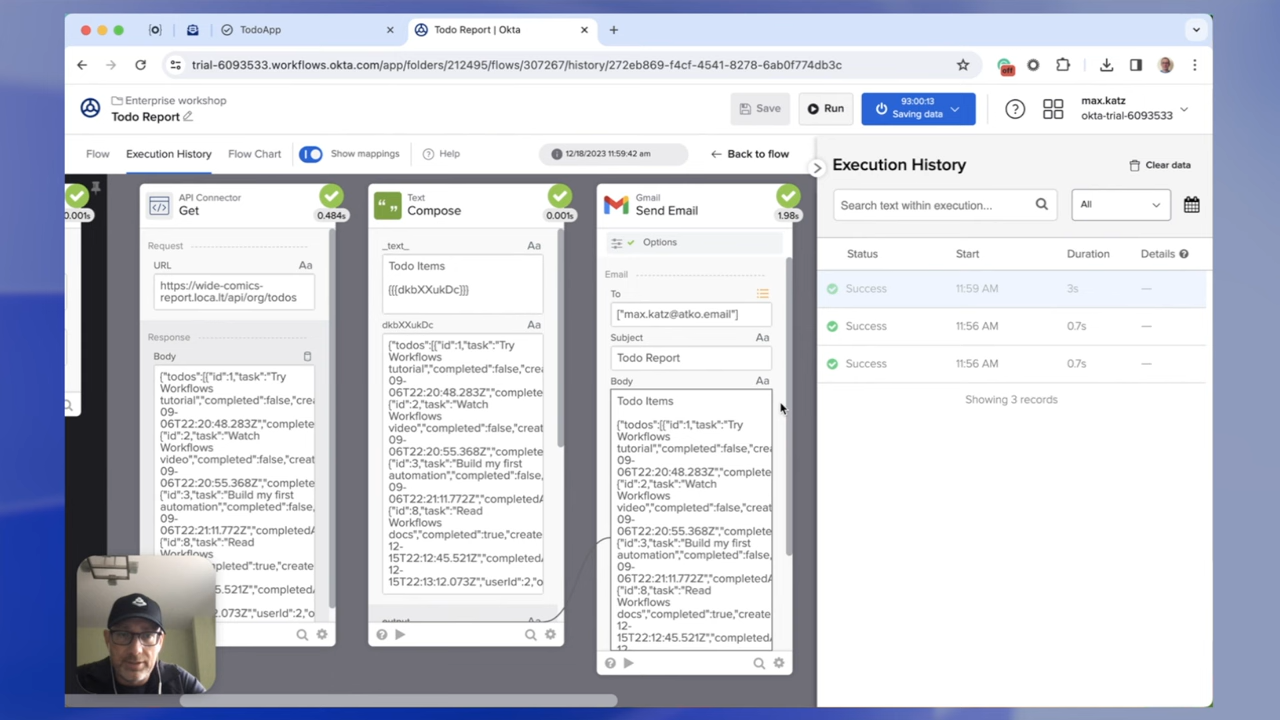 TodoApp
Todo Report | Okta
trial-6093533.workflows.okta.com/app/folders/212495/flows/307267/history/272eb869-f4cf-4541-8278-6ab0f774db3c
off
Enterprise workshop
Todo Report
Save
Run
93:00:13
Saving data
max.katz
okta-trial-6093533
Flow
Execution History
Flow Chart
Show mappings
Help
12/18/2023 11:59:42 am
Back to flow
0.001s
API Connector
Get
0.484s
Request
URL
Aa
https://wide-comics-
report.loca.lt/api/org/todos
Response
Body
{"todos":[{"id":1,"task":"Try
Workflows
tutorial","completed":false,"crea
09-
06T22:20:48.283Z","complete
{"id":2,"task":"Watch
Workflows
video","completed":false,"creat
09-
06T22:20:55.368Z","complete
{"id":3,"task":"Build my first
automation","completed":false,
09-
06T22:21:11.772Z","completedA
{"id":8,"task":"Read
Workflows
":true,"create
5.521Z","completedA
2.073Z","userId":2,"o
Text
Compose
0.001s
_text_
Aa
Todo Items
{{{dkbXXukDc}}}
dkbXXukDc
Aa
{"todos":[{"id":1,"task":"Try
Workflows
tutorial","completed":false,"crea
09-
06T22:20:48.283Z","complete
{"id":2,"task":"Watch
Workflows
video","completed":false,"creat
09-
06T22:20:55.368Z","complete
{"id":3,"task":"Build my first
automation","completed":false,
09-
06T22:21:11.772Z","completedA
{"id":8,"task":"Read
Workflows
docs","completed":true,"create
12-
15T22:12:45.521Z","completed
12-
15T22:13:12.073Z","userId":2,"o
output
Aa
Gmail
Send Email
1.98s
Options
Email
To
["max.katz@atko.email"]
Subject
Aa
Todo Report
Body
Aa
Todo Items
{"todos":[{"id":1,"task":"Try
Workflows
tutorial","completed":false,"crea
09-
06T22:20:48.283Z","complete
{"id":2,"task":"Watch
Workflows
video","completed":false,"creat
09-
06T22:20:55.368Z","complete
{"id":3,"task":"Build my first
automation","completed":false,
09-
06T22:21:11.772Z","completedA
{"id":8,"task":"Read
Workflows
docs","completed":true,"create
12-
15T22:12:45.521Z","completed
12-
Execution History
Clear data
Search text within execution...
All
Status
Start
Duration
Details
Success
11:59 AM
3s
—
Success
11:56 AM
0.7s
—
Success
11:56 AM
0.7s
—
Showing 3 records